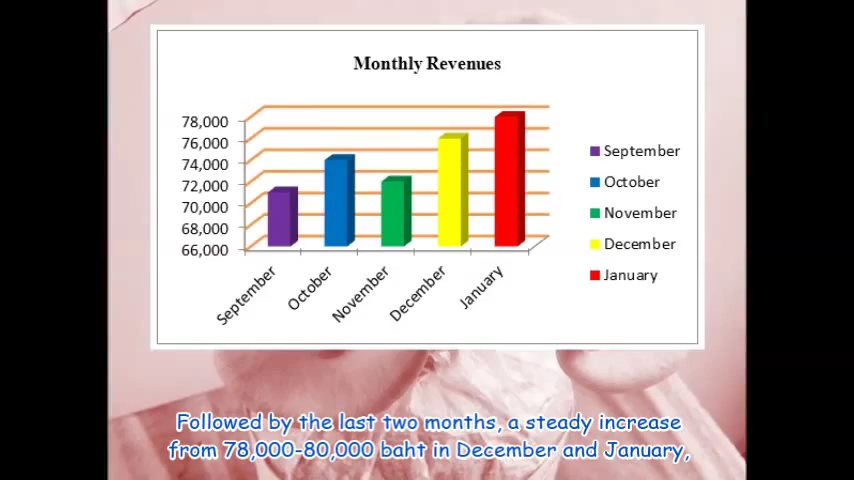 Monthly Revenues
78,000
76,000
74,000
72,000
70,000
68,000
66,000
September
October
November
December
January
September
October
November
December
January
Followed by the last two months, a steady increase
from 78,000-80,000 baht in December and January,